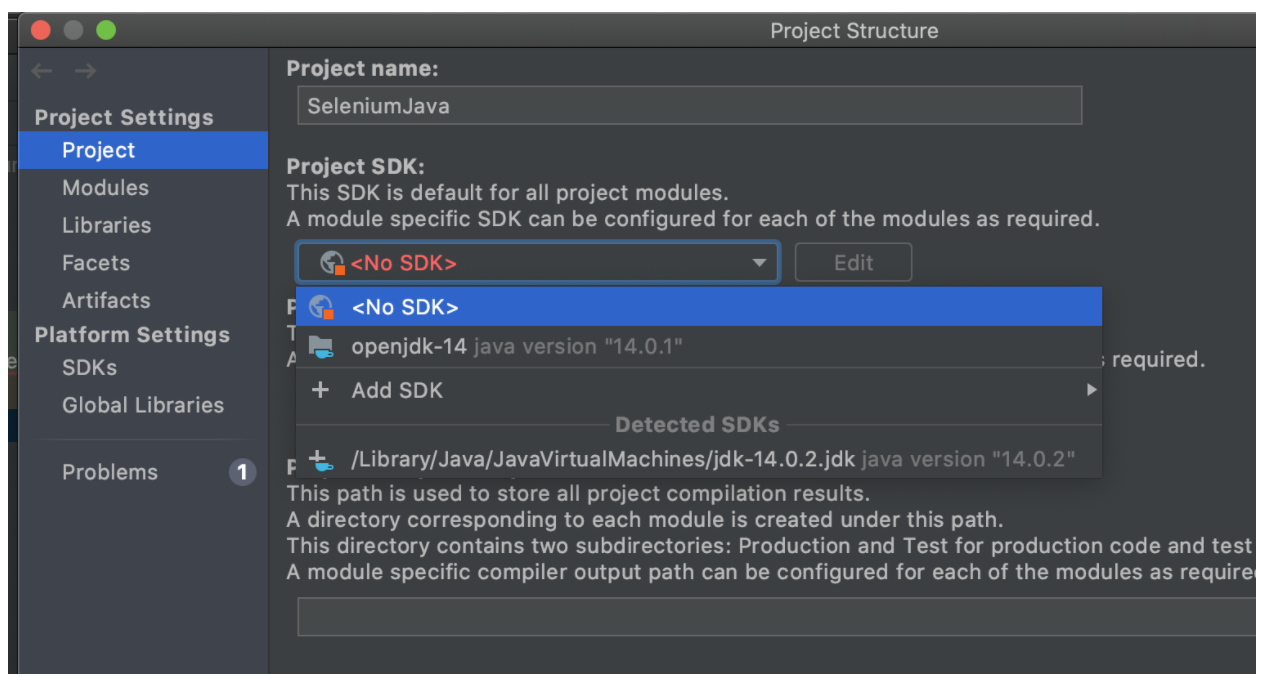 Project Structure
← →
Project Settings
Project
Modules
Libraries
Facets
Artifacts
Platform Settings
SDKs
Global Libraries
Problems 1
Project name:
SeleniumJava
Project SDK:
This SDK is default for all project modules.
A module specific SDK can be configured for each of the modules as required.
<No SDK> Edit
<No SDK>
openjdk-14 java version "14.0.1"
required.
+ Add SDK
Detected SDKs
/Library/Java/JavaVirtualMachines/jdk-14.0.2.jdk java version "14.0.2"
This path is used to store all project compilation results.
A directory corresponding to each module is created under this path.
This directory contains two subdirectories: Production and Test for production code and test
A module specific compiler output path can be configured for each of the modules as require